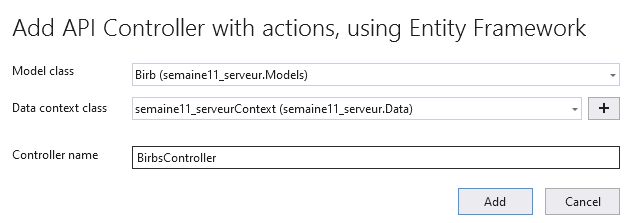 Add API Controller with actions, using Entity Framework
Model class
Birb (semaine11_serveur.Models)
Data context class
semaine11_serveurContext (semaine11_serveur.Data)
+
Controller name
BirbsController
Add
Cancel